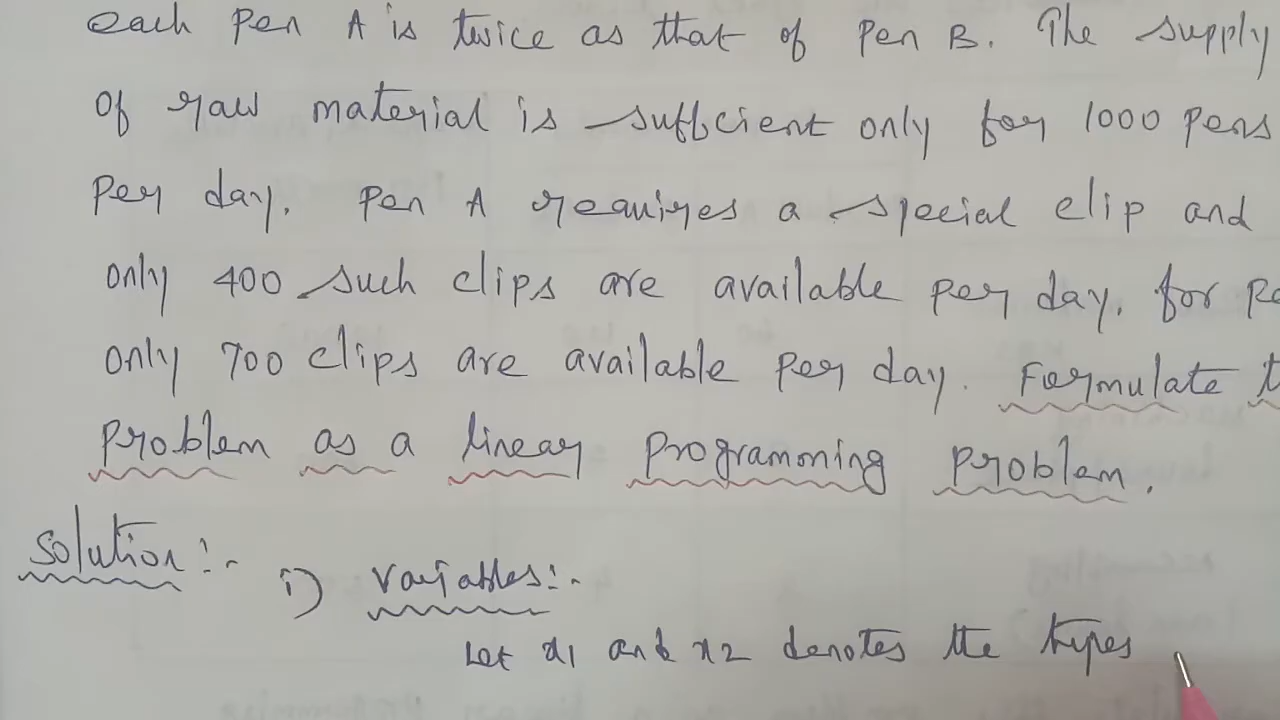 each Pen A is twice as that of Pen B. The supply
of raw material is sufficient only for 1000 Pens
Per day. Pen A requires a special clip and
only 400 such clips are available per day. for
only 700 clips are available per day. Formulate
Problem as a linear Programming Problem.
Solution:-
i) Variables:-
Let x1 and x2 denotes the types